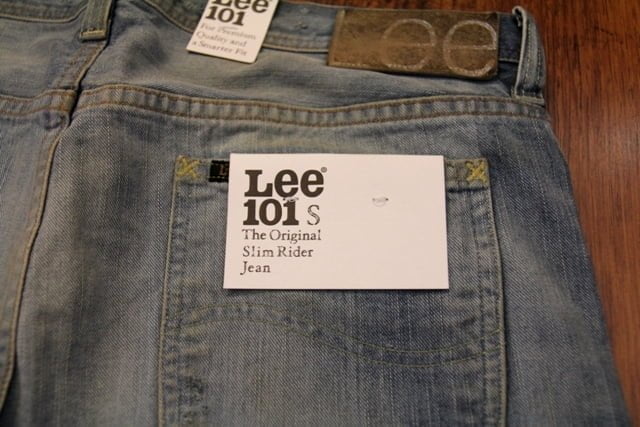 Lee
101
For Premium
Quality and
a Smarter Fit
Lee
Lee®
101 S
The Original
Slim Rider
Jean